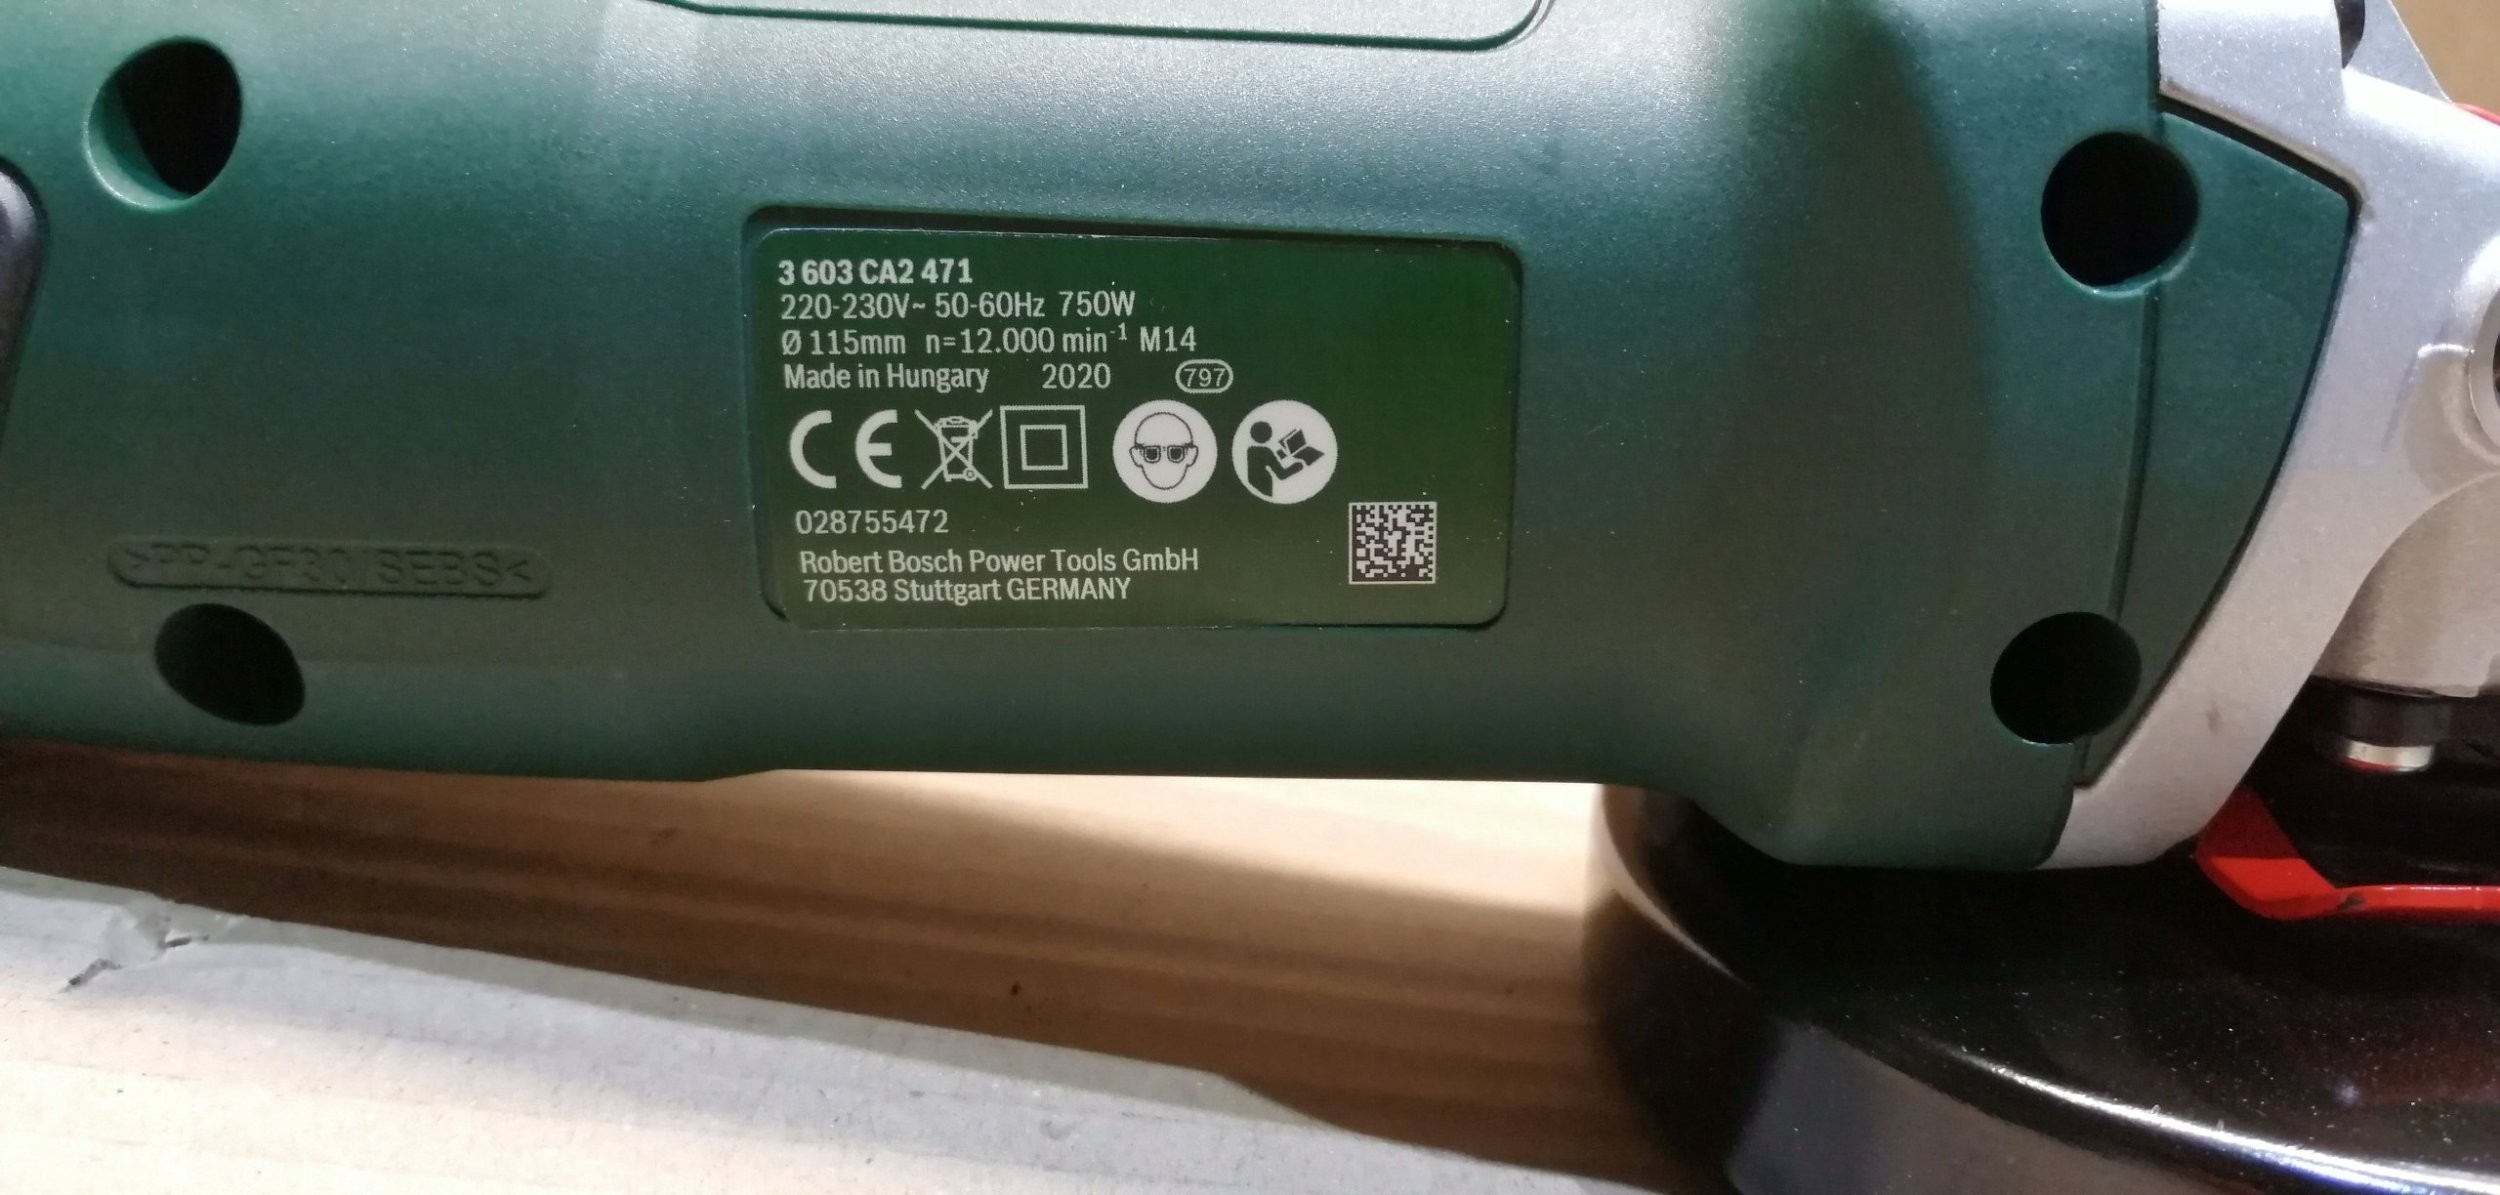 3 603 CA2 471
220-230V~ 50-60Hz 750W
Ø 115mm n=12.000 min⁻¹ M14
Made in Hungary 2020 797
CE
028755472
Robert Bosch Power Tools GmbH
70538 Stuttgart GERMANY
>PP-GF30/SEBS<